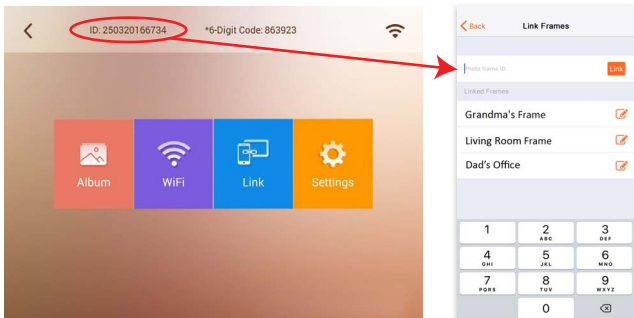 ID: 250320166734
*6-Digit Code: 863923
Album
WiFi
Link
Settings
Back
Link Frames
Photo Frame ID
Link
Linked Frames
Grandma's Frame
Living Room Frame
Dad's Office
1
2 ABC
3 DEF
4 GHI
5 JKL
6 MNO
7 PQRS
8 TUV
9 WXYZ
0